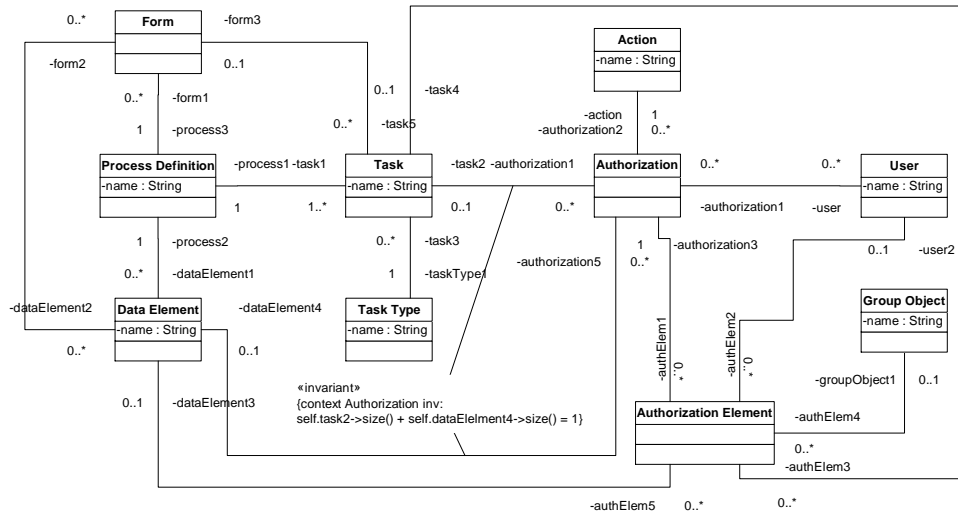 0..* Form -form3
-form2 0..1
Action
-name : String
0..* -form1 0..1 -task4
-action 1
-authorization2 0..*
1 -process3 0..* -task5
Process Definition -process1 -task1 Task -task2 -authorization1 Authorization 0..* 0..* User
-name : String -name : String -name : String
1 1..* 0..1 0..* -authorization1 -user
1 -process2 0..* -task3 1 -authorization3 0..1 -user2
-authorization5 0..*
0..* -dataElement1 1 -taskType1
-dataElement2 Data Element -dataElement4 Task Type Group Object
-name : String -name : String -name : String
0..* 0..1 -authElem1 -authElem2
0..* 0..*
«invariant»
{context Authorization inv:
self.task2->size() + self.dataElelment4->size() = 1}
-groupObject1 0..1
0..1 -dataElement3
Authorization Element -authElem4
0..*
-authElem3
-authElem5 0..* 0..*